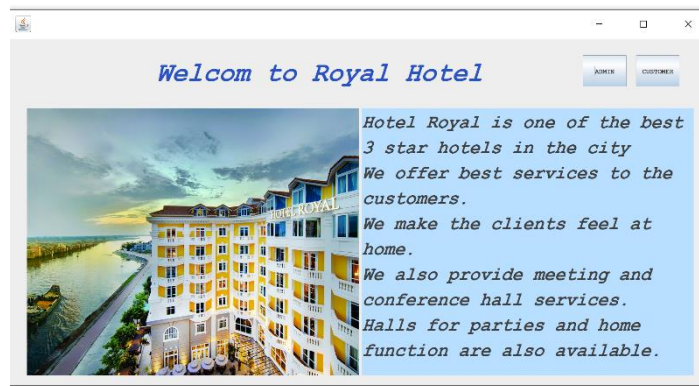 Welcom to Royal Hotel
ADMIN
CUSTOMER
HOTEL ROYAL
Hotel Royal is one of the best
3 star hotels in the city
We offer best services to the
customers.
We make the clients feel at
home.
We also provide meeting and
conference hall services.
Halls for parties and home
function are also available.